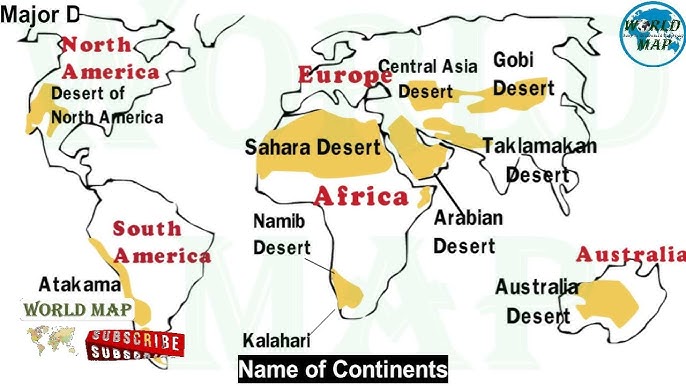 Major D
WORLD
MAP
North
America
Desert of
North America
Europe
Central Asia
Desert
Gobi
Desert
Sahara Desert
Taklamakan
Desert
Africa
Namib
Desert
Arabian
Desert
South
America
Atakama
Australia
Australia
Desert
WORLD MAP
SUBSCRIBE
SUBSC
Kalahari
Name of Continents